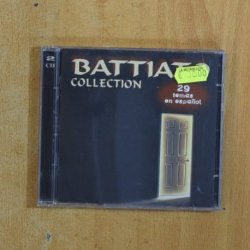 2
CD
BATTIAT
COLLECTION
29
temas
en español